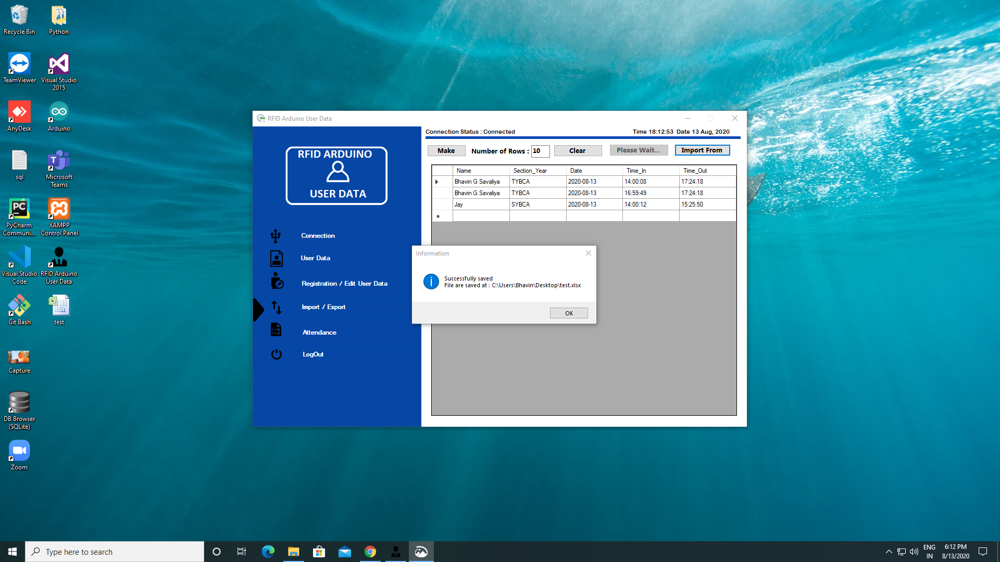 Recycle Bin
Python
TeamViewer
Visual Studio
2015
AnyDesk
Arduino
sql
Microsoft
Teams
PyCharm
Communi...
XAMPP
Control Panel
Visual Studio
Code
RFID Arduino
User Data
Git Bash
test
Capture
DB Browser
(SQLite)
Zoom
RFID Arduino User Data
RFID ARDUINO
USER DATA
Connection
User Data
Registration / Edit User Data
Import / Export
Attendance
LogOut
Connection Status : Connected
Time 18:12:53 Date 13 Aug, 2020
Make Number of Rows : 10 Clear Please Wait... Import From
Name Section_Year Date Time_In Time_Out
Bhavin G Savaliya TYBCA 2020-08-13 14:00:08 17:24:18
Bhavin G Savaliya TYBCA 2020-08-13 16:59:49 17:24:18
Jay SYBCA 2020-08-13 14:00:12 15:25:50
Information
Successfully saved
File are saved at : C:\Users\Bhavin\Desktop\test.xlsx
OK
Type here to search
ENG
IN
6:12 PM
8/13/2020